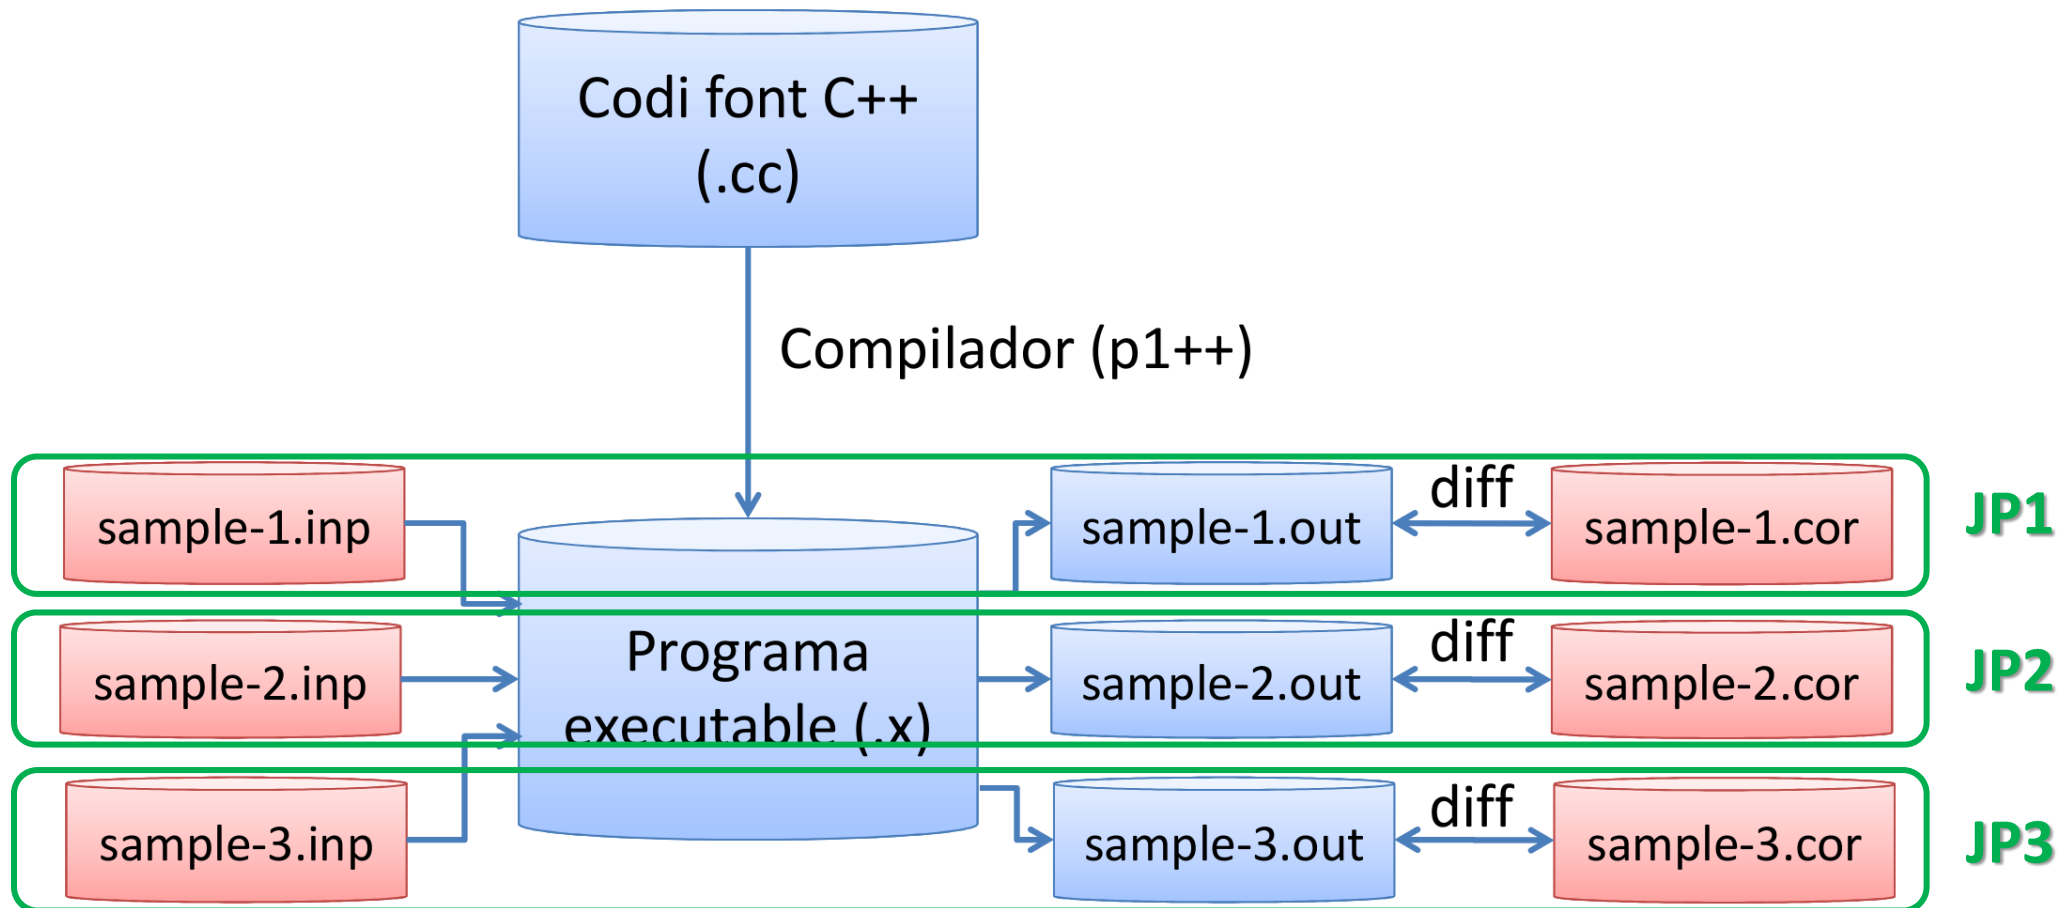 Codi font C++
(.cc)
Compilador (p1++)
sample-1.inp
sample-1.out
diff
sample-1.cor
JP1
Programa
executable (.x)
sample-2.inp
sample-2.out
diff
sample-2.cor
JP2
sample-3.inp
sample-3.out
diff
sample-3.cor
JP3